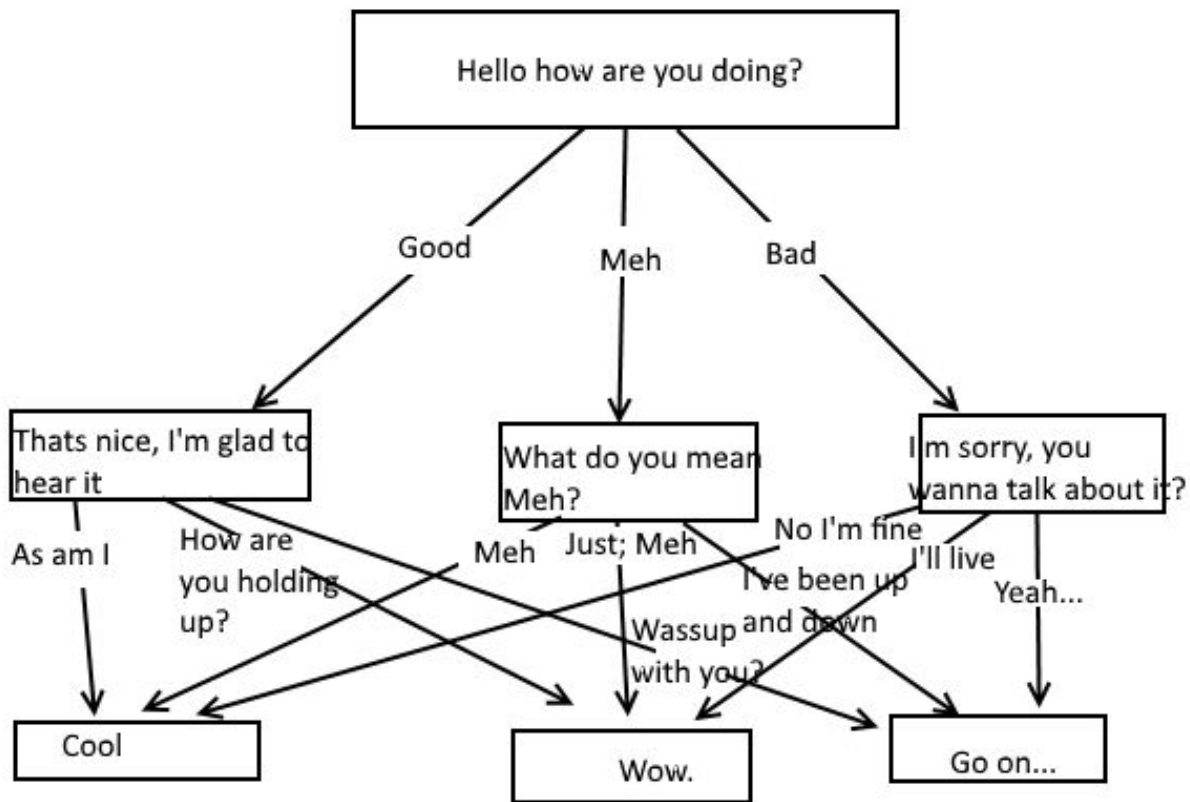 Hello how are you doing?
Good
Meh
Bad
Thats nice, I'm glad to
hear it
What do you mean
Meh?
I'm sorry, you
wanna talk about it?
As am I
How are
you holding
up?
Wassup
with you?
Meh
Just; Meh
I've been up
and down
No I'm fine
I'll live
Yeah...
Cool
Wow.
Go on...